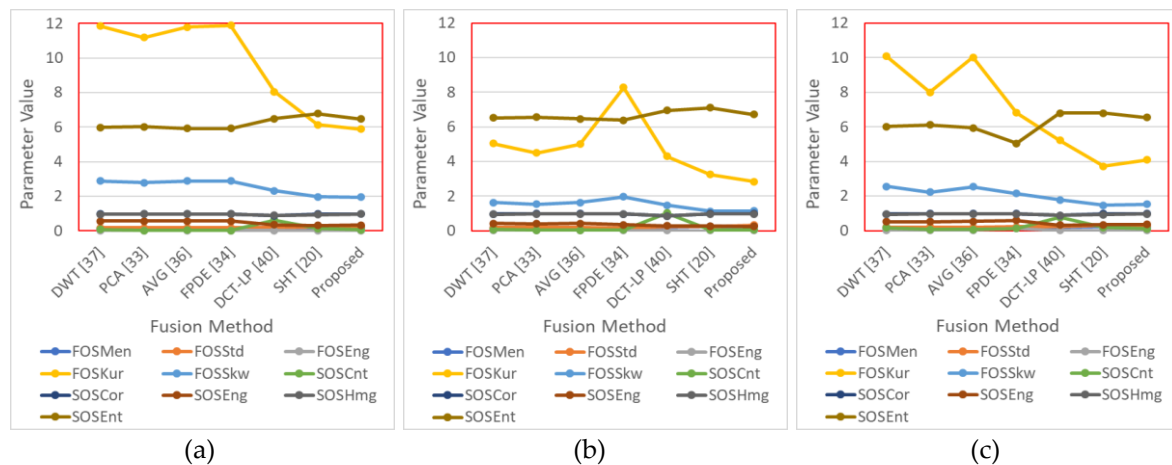 12
10
8
6
4
2
0
Parameter Value
DWT [37]
PCA [33]
AVG [36]
FPDE [34]
DCT-LP [40]
SHT [20]
Proposed
Fusion Method
FOSMen FOSStd FOSEng
FOSKur FOSSkw SOSCnt
SOSCor SOSEng SOSHmg
SOSEnt
(a)
12
10
8
6
4
2
0
Parameter Value
DWT [37]
PCA [33]
AVG [36]
FPDE [34]
DCT-LP [40]
SHT [20]
Proposed
Fusion Method
FOSMen FOSStd FOSEng
FOSKur FOSSkw SOSCnt
SOSCor SOSEng SOSHmg
SOSEnt
(b)
12
10
8
6
4
2
0
Parameter Value
DWT [37]
PCA [33]
AVG [36]
FPDE [34]
DCT-LP [40]
SHT [20]
Proposed
Fusion Method
FOSMen FOSStd FOSEng
FOSKur FOSSkw SOSCnt
SOSCor SOSEng SOSHmg
SOSEnt
(c)